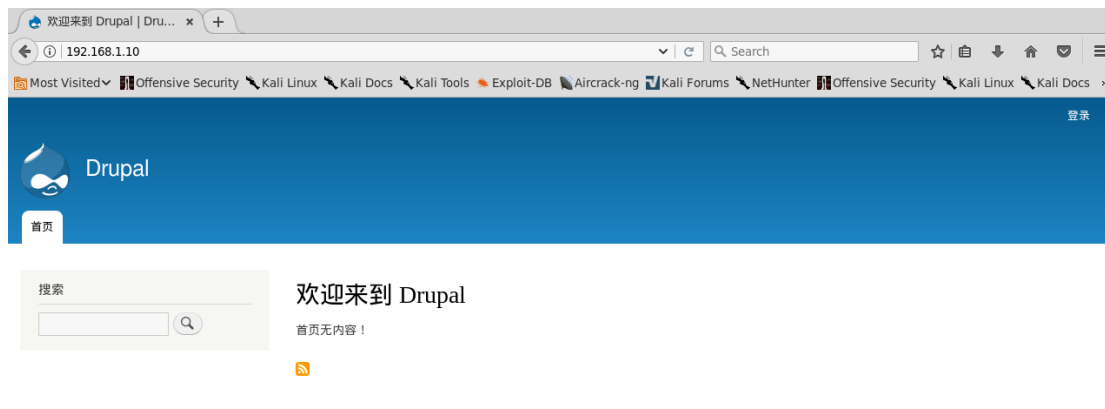 欢迎来到 Drupal | Dru...
192.168.1.10
Search
Most Visited Offensive Security Kali Linux Kali Docs Kali Tools Exploit-DB Aircrack-ng Kali Forums NetHunter Offensive Security Kali Linux Kali Docs
登录
Drupal
首页
搜索
欢迎来到 Drupal
首页无内容！